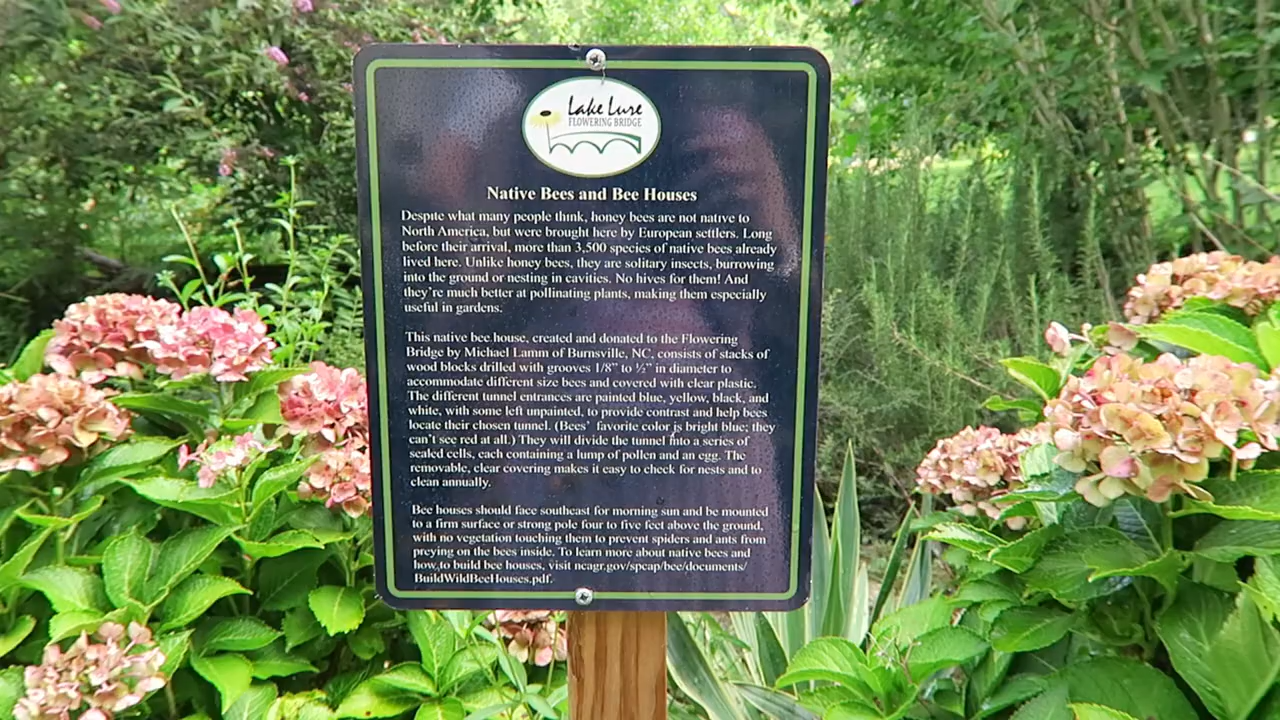 Lake Lure
FLOWERING BRIDGE
Native Bees and Bee Houses
Despite what many people think, honey bees are not native to
North America, but were brought here by European settlers. Long
before their arrival, more than 3,500 species of native bees already
lived here. Unlike honey bees, they are solitary insects, burrowing
into the ground or nesting in cavities. No hives for them! And
they're much better at pollinating plants, making them especially
useful in gardens.
This native bee house, created and donated to the Flowering
Bridge by Michael Lamm of Burnsville, NC, consists of stacks of
wood blocks drilled with grooves 1/8" to ½" in diameter to
accommodate different size bees and covered with clear plastic.
The different tunnel entrances are painted blue, yellow, black, and
white, with some left unpainted, to provide contrast and help bees
locate their chosen tunnel. (Bees' favorite color is bright blue; they
can't see red at all.) They will divide the tunnel into a series of
sealed cells, each containing a lump of pollen and an egg. The
removable, clear covering makes it easy to check for nests and to
clean annually.
Bee houses should face southeast for morning sun and be mounted
to a firm surface or strong pole four to five feet above the ground,
with no vegetation touching them to prevent spiders and ants from
preying on the bees inside. To learn more about native bees and
how to build bee houses, visit ncagr.gov/spcap/bee/documents/
BuildWildBeeHouses.pdf.